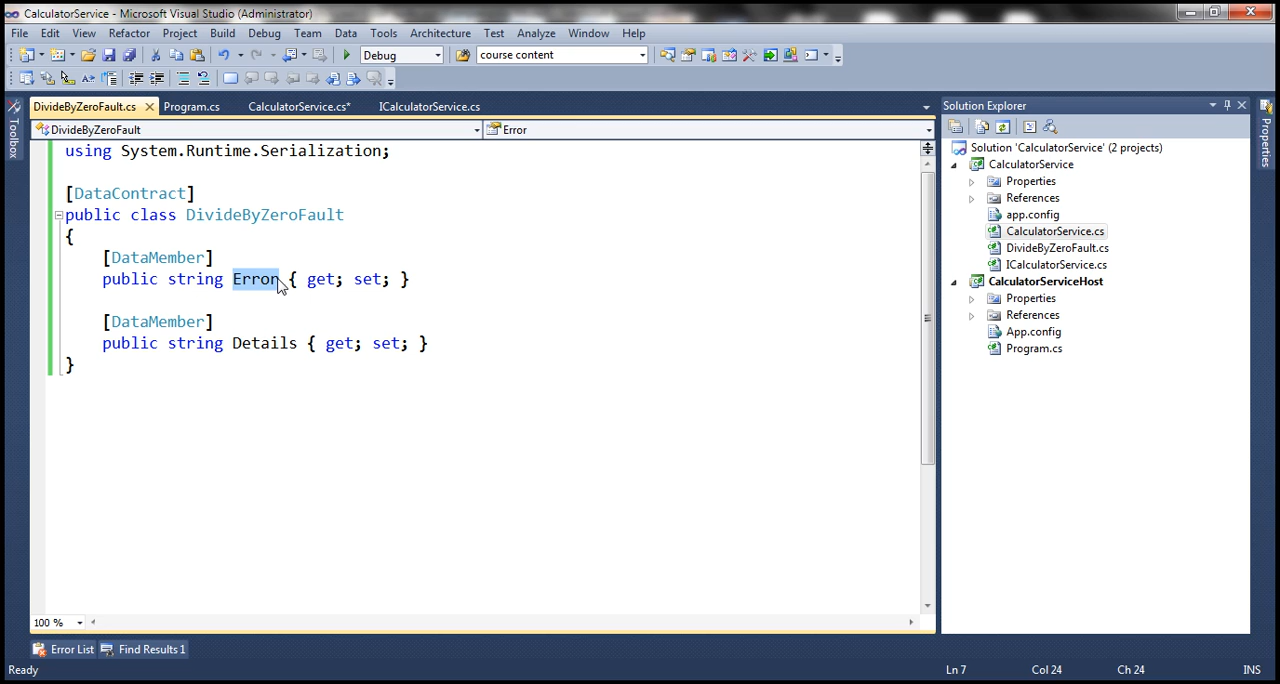 CalculatorService - Microsoft Visual Studio (Administrator)
File Edit View Refactor Project Build Debug Team Data Tools Architecture Test Analyze Window Help
Debug course content
DivideByZeroFault.cs Program.cs CalculatorService.cs* ICalculatorService.cs
DivideByZeroFault Error
using System.Runtime.Serialization;
[DataContract]
public class DivideByZeroFault
{
[DataMember]
public string Error { get; set; }
[DataMember]
public string Details { get; set; }
}
100 %
Toolbox
Solution Explorer
Solution 'CalculatorService' (2 projects)
CalculatorService
Properties
References
app.config
CalculatorService.cs
DivideByZeroFault.cs
ICalculatorService.cs
CalculatorServiceHost
Properties
References
App.config
Program.cs
Properties
Error List Find Results 1
Ready Ln 7 Col 24 Ch 24 INS